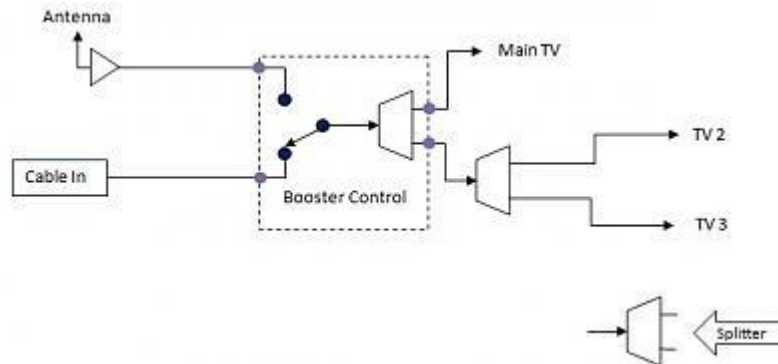 Antenna
Main TV
TV 2
Cable In
Booster Control
TV 3
Splitter